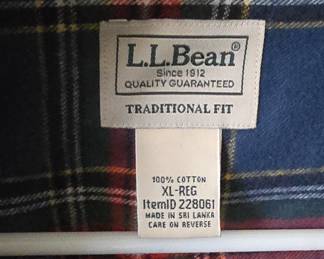 L.L.Bean®
Since 1912
QUALITY GUARANTEED
TRADITIONAL FIT
100% COTTON
XL-REG
ItemID 228061
MADE IN SRI LANKA
CARE ON REVERSE